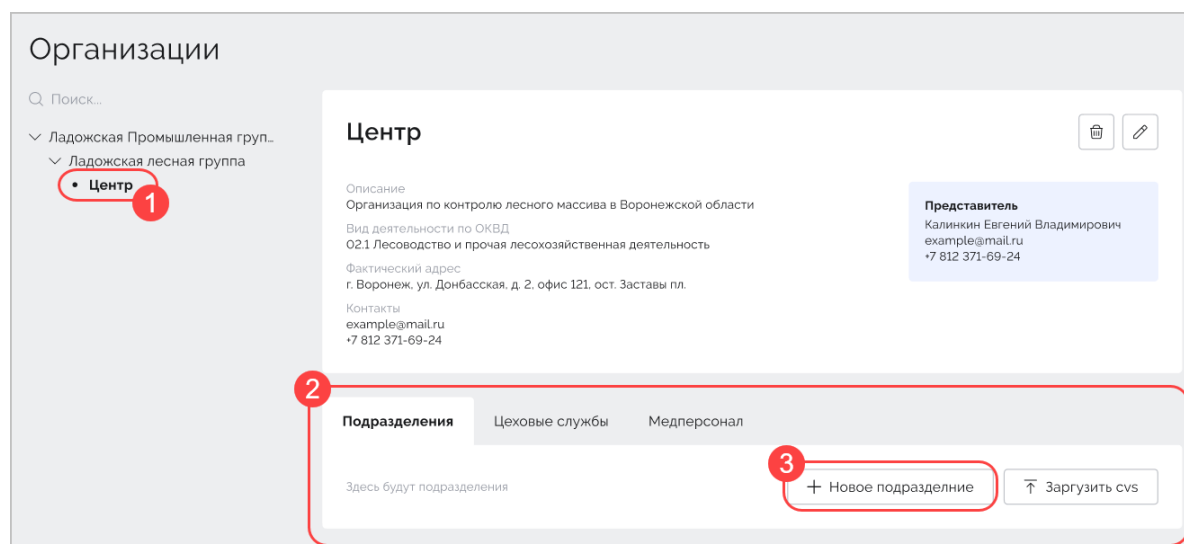 Организации
Поиск...
Ладожская Промышленная груп...
Ладожская лесная группа
• Центр
1
Центр
Описание
Организация по контролю лесного массива в Воронежской области
Вид деятельности по ОКВД
02.1 Лесоводство и прочая лесохозяйственная деятельность
Фактический адрес
г. Воронеж, ул. Донбасская, д. 2, офис 121, ост. Заставы пл.
Контакты
example@mail.ru
+7 812 371-69-24
Представитель
Калинкин Евгений Владимирович
example@mail.ru
+7 812 371-69-24
2
Подразделения Цеховые службы Медперсонал
3
Здесь будут подразделения + Новое подразделние Заргузить cvs